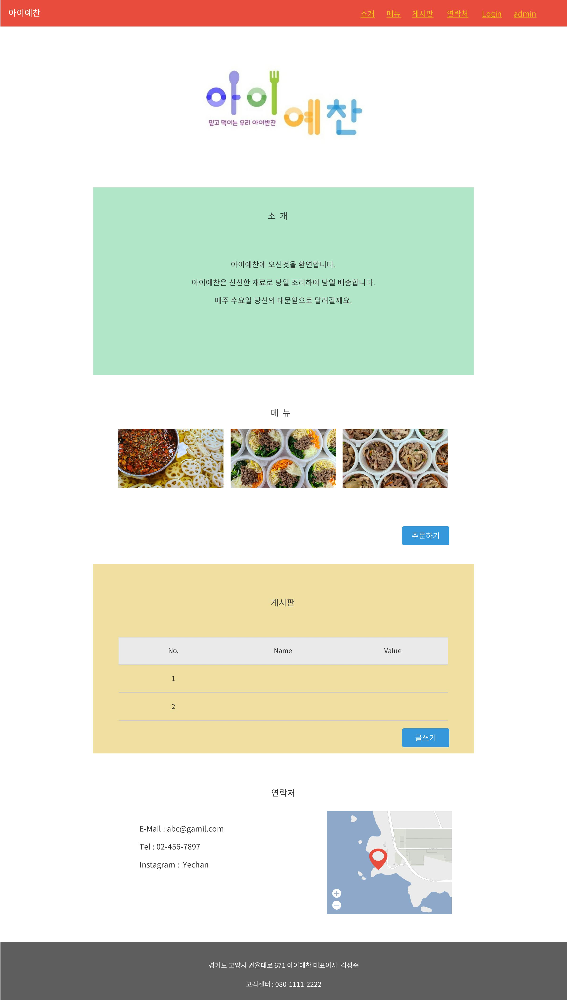 아이예찬
소개 메뉴 게시판 연락처 Login admin
아이예찬
믿고 먹이는 우리 아이반찬
소 개
아이예찬에 오신것을 환연합니다.
아이예찬은 신선한 재료로 당일 조리하여 당일 배송합니다.
매주 수요일 당신의 대문앞으로 달려갈께요.
메 뉴
주문하기
게시판
No. Name Value
1
2
글쓰기
연락처
E-Mail : abc@gamil.com
Tel : 02-456-7897
Instagram : iYechan
경기도 고양시 권율대로 671 아이예찬 대표이사 김성준
고객센터 : 080-1111-2222